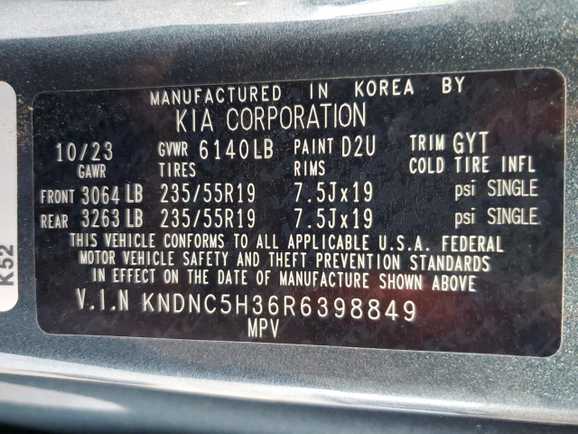 MANUFACTURED IN KOREA BY
KIA CORPORATION
10/23 GVWR 6140LB PAINT D2U TRIM GYT
GAWR TIRES RIMS COLD TIRE INFL
FRONT 3064 LB 235/55R19 7.5Jx19 psi SINGLE
REAR 3263 LB 235/55R19 7.5Jx19 psi SINGLE
THIS VEHICLE CONFORMS TO ALL APPLICABLE U.S.A. FEDERAL
MOTOR VEHICLE SAFETY AND THEFT PREVENTION STANDARDS
IN EFFECT ON THE DATE OF MANUFACTURE SHOWN ABOVE
V.I.N KNDNC5H36R6398849
MPV
K52